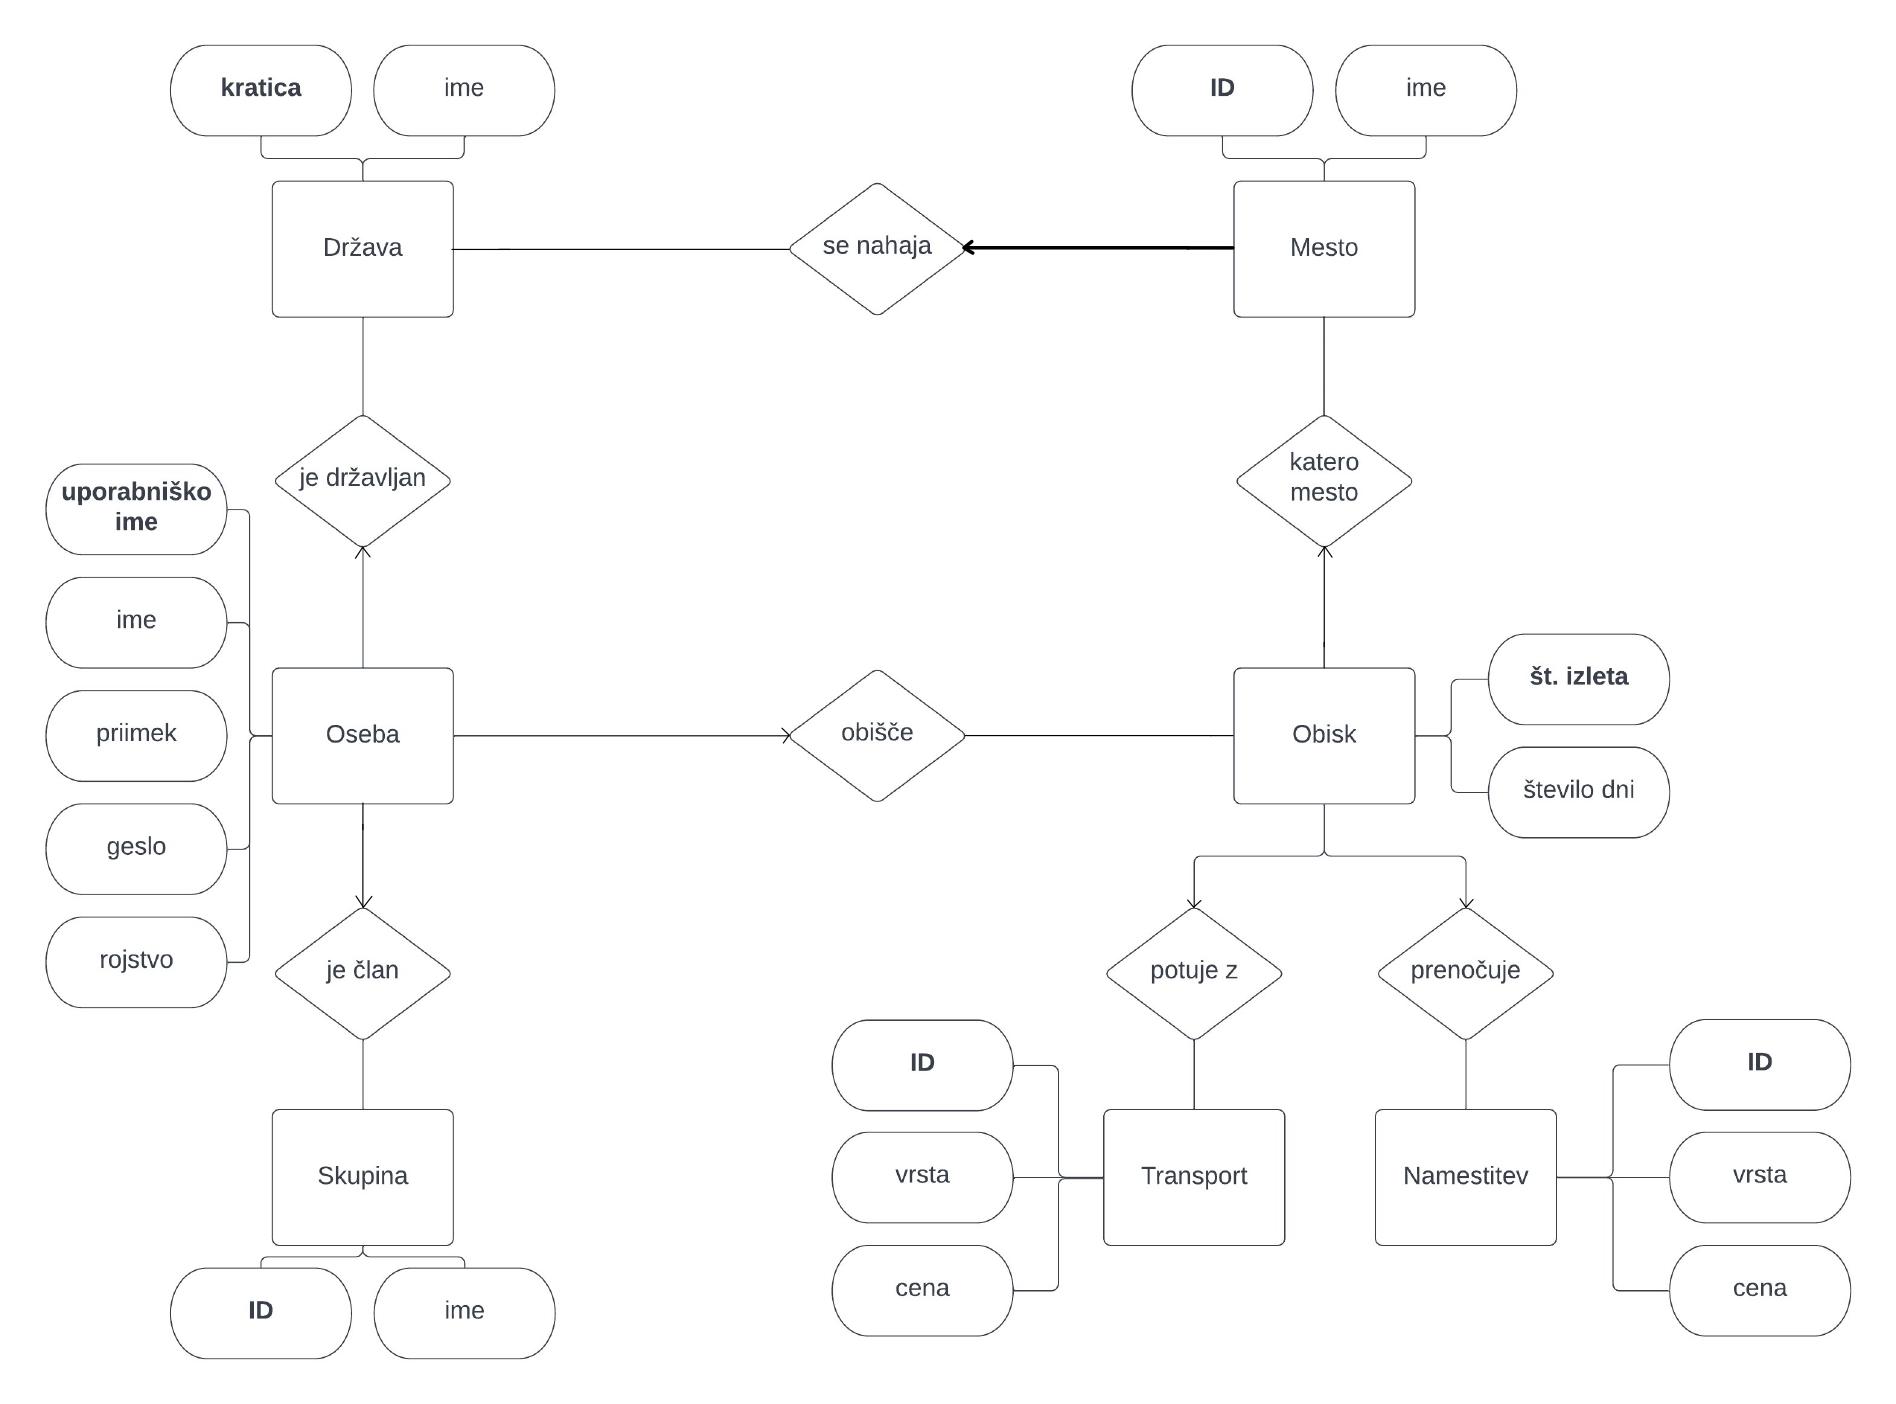 kratica
ime
ID
ime
Država
se nahaja
Mesto
je državljan
katero
mesto
uporabniško
ime
ime
priimek
geslo
rojstvo
Oseba
obišče
Obisk
št. izleta
število dni
je član
potuje z
prenočuje
ID
vrsta
cena
Skupina
Transport
Namestitev
ID
vrsta
cena
ID
ime